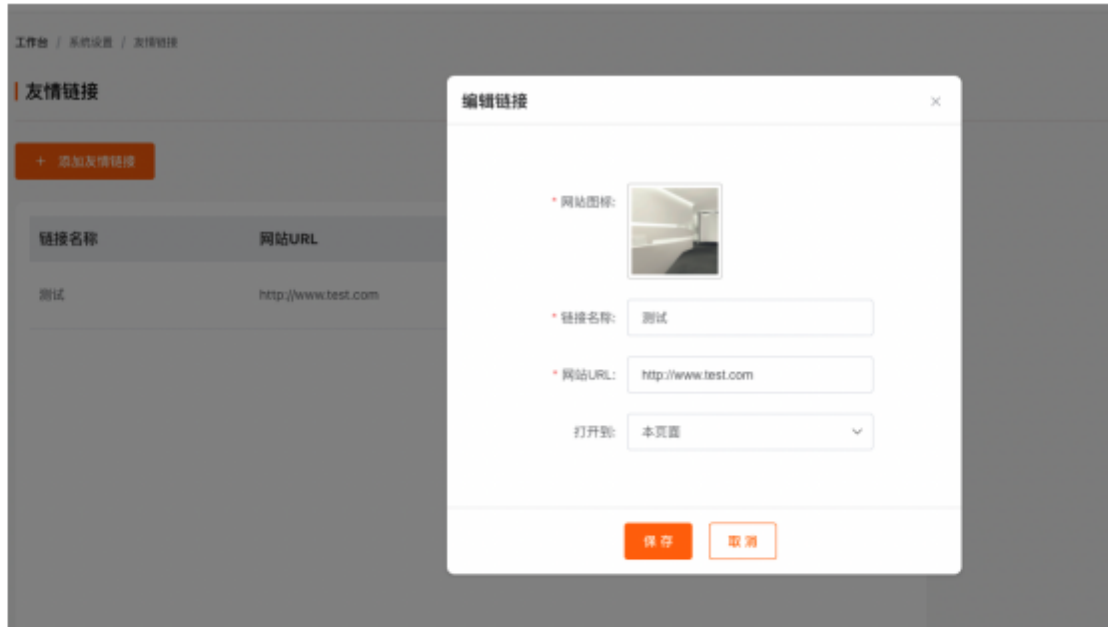 工作台 / 系统设置 / 友情链接
友情链接
+ 添加友情链接
链接名称 网站URL
测试 http://www.test.com
编辑链接 ×
* 网站图标:
* 链接名称: 测试
* 网站URL: http://www.test.com
打开到: 本页面
保存 取消